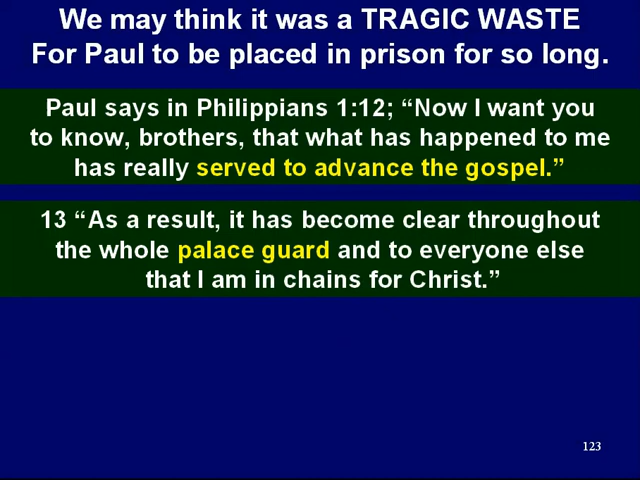 We may think it was a TRAGIC WASTE
For Paul to be placed in prison for so long.
Paul says in Philippians 1:12; “Now I want you
to know, brothers, that what has happened to me
has really served to advance the gospel.”
13 “As a result, it has become clear throughout
the whole palace guard and to everyone else
that I am in chains for Christ.”
123